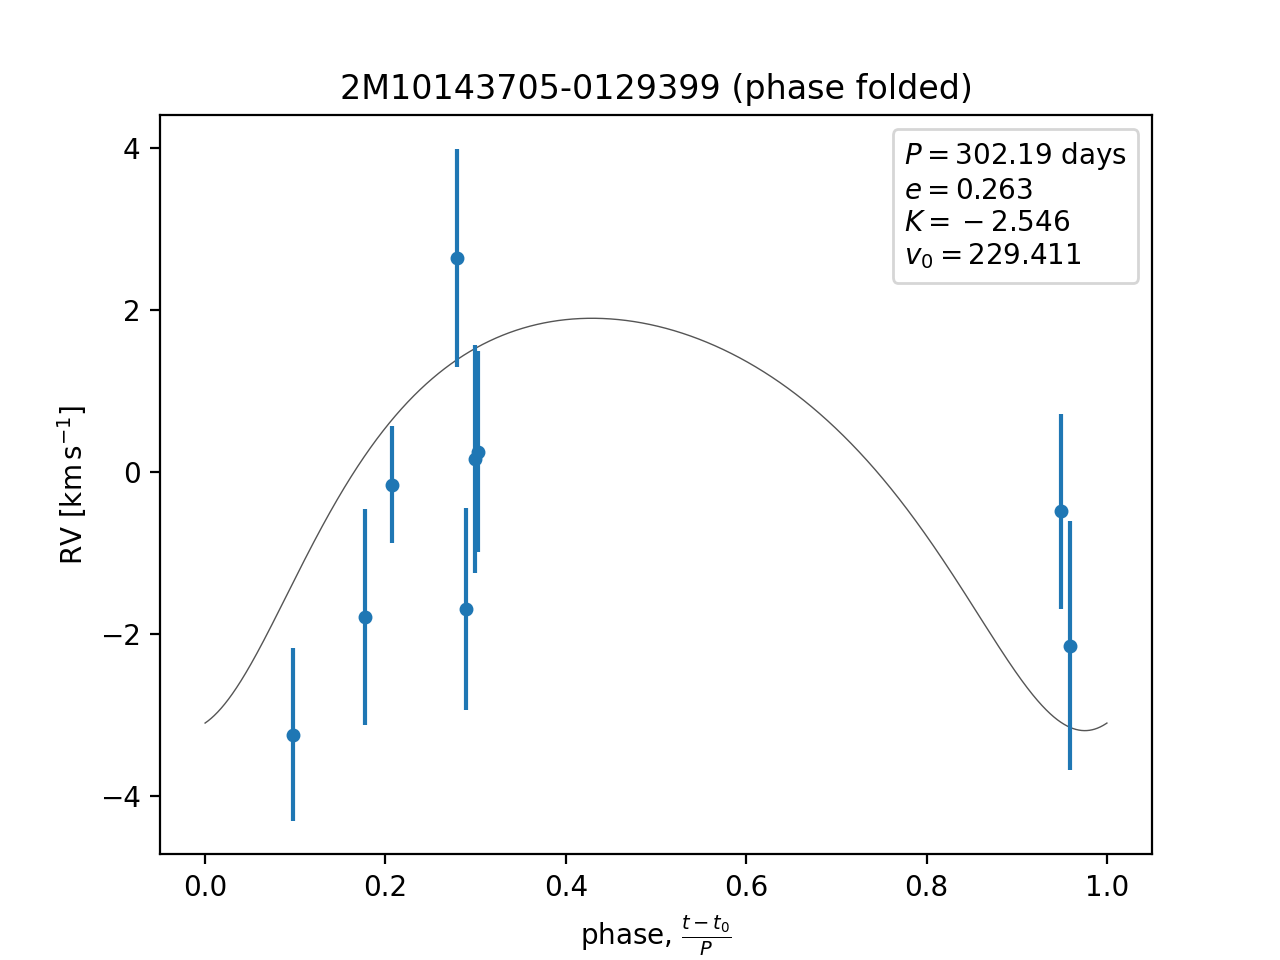 2M10143705-0129399 (phase folded)
P = 302.19 days
e = 0.263
K = −2.546
v₀ = 229.411
RV [km s⁻¹]
4
2
0
−2
−4
0.0 0.2 0.4 0.6 0.8 1.0
phase, (t − t₀)/P